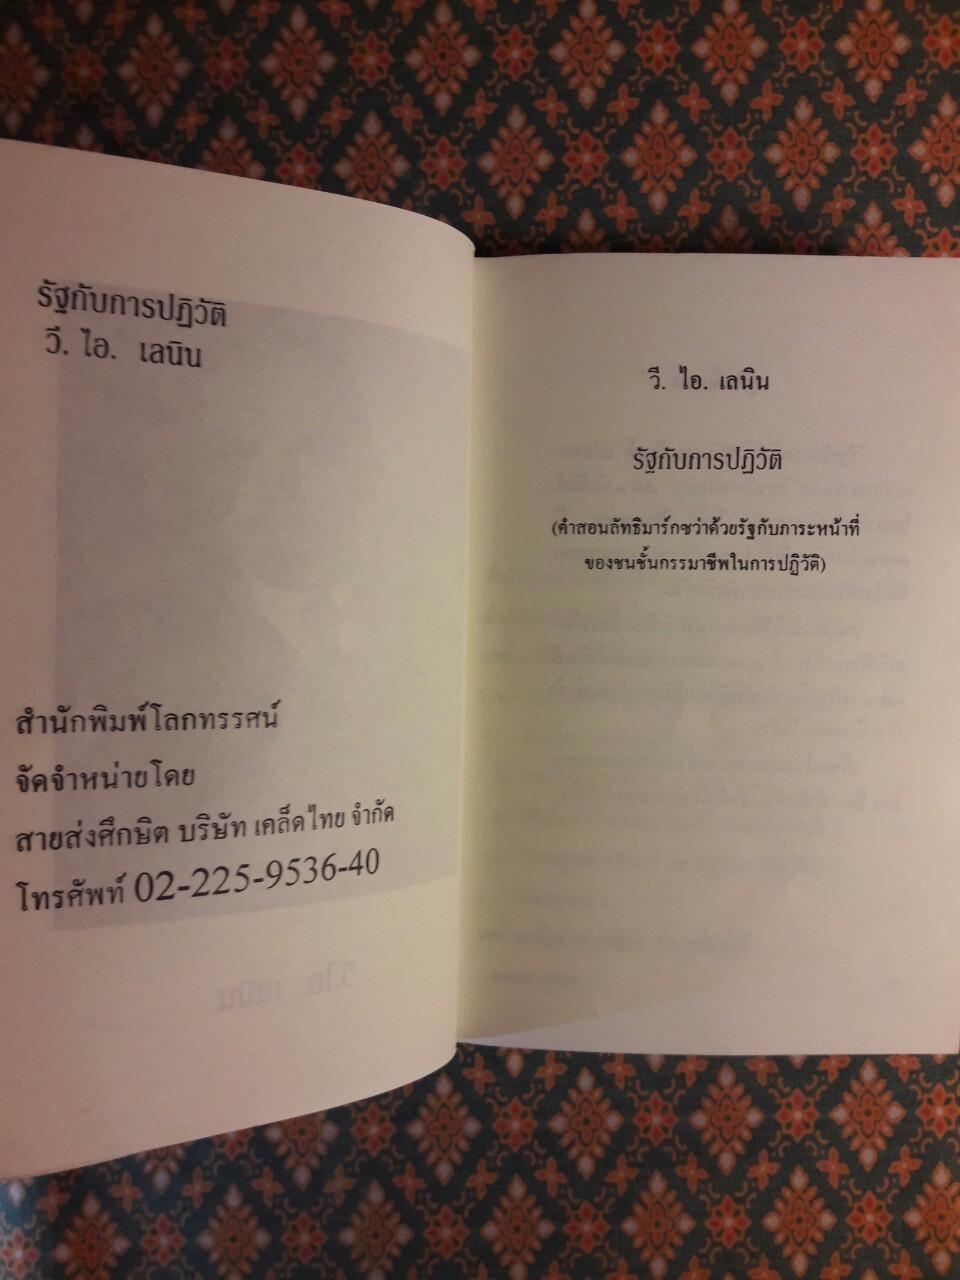 รัฐกับการปฏิวัติ
วี. ไอ. เลนิน
สำนักพิมพ์โลกทรรศน์
จัดจำหน่ายโดย
สายส่งศึกษิต บริษัท เคล็ดไทย จำกัด
โทรศัพท์ 02-225-9536-40
วี.ไอ. เลนิน
วี. ไอ. เลนิน
รัฐกับการปฏิวัติ
(คำสอนลัทธิมาร์กซว่าด้วยรัฐกับภาระหน้าที่
ของชนชั้นกรรมาชีพในการปฏิวัติ)